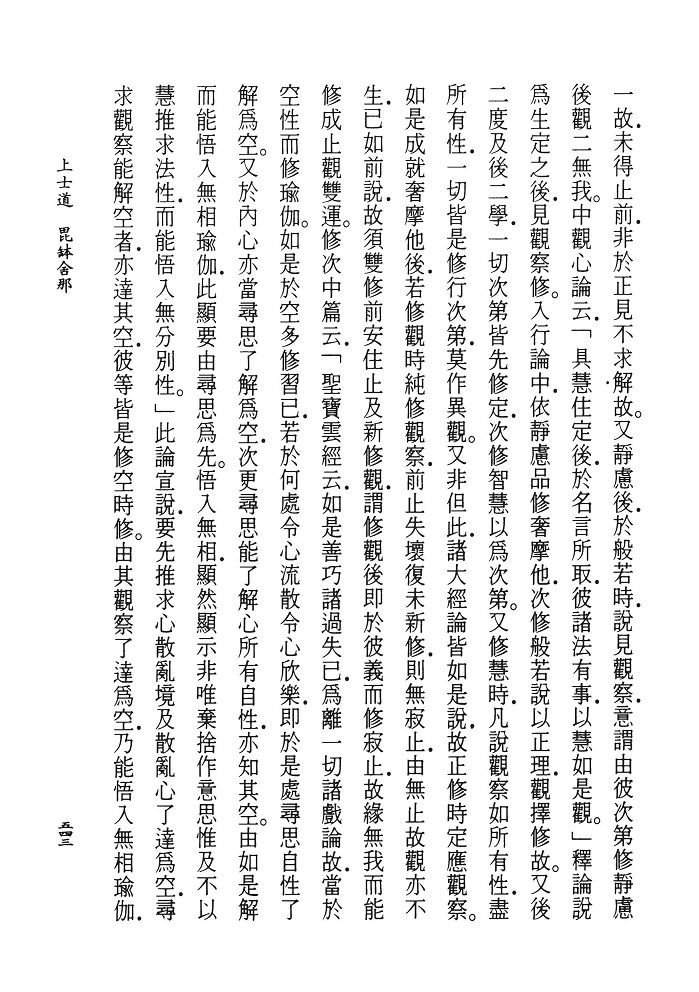 一故．未得止前．非於正見不求解故。又靜慮後．於般若時．說見觀察．意謂由彼次第修靜慮
後觀二無我。中觀心論云．「具慧住定後．於名言所取．彼諸法有事．以慧如是觀。」釋論說
爲生定之後．見觀察修。入行論中．依靜慮品修奢摩他．次修般若說以正理．觀擇修故。又後
二度及後二學．一切次第皆先修定．次修智慧以爲次第。又修慧時．凡說觀察如所有性．盡
所有性．一切皆是修行次第．莫作異觀。又非但此．諸大經論皆如是說．故正修時定應觀察。
如是成就奢摩他後．若修觀時純修觀察．前止失壞復未新修．則無寂止．由無止故觀亦不
生．已如前說．故須雙修前安住止及新修觀．謂修觀後即於彼義而修寂止．故緣無我而能
修成止觀雙運。修次中篇云．「聖寶雲經云．如是善巧諸過失已．爲離一切諸戲論故．當於
空性而修瑜伽。如是於空多修習已．若於何處令心流散令心欣樂．即於是處尋思自性了
解爲空。又於內心亦當尋思了解爲空．次更尋思能了解心所有自性．亦知其空。由如是解
而能悟入無相瑜伽．此顯要由尋思爲先。悟入無相．顯然顯示非唯棄捨作意思惟及不以
慧推求法性．而能悟入無分別性。」此論宣說．要先推求心散亂境及散亂心了達爲空．尋
求觀察能解空者．亦達其空．彼等皆是修空時修。由其觀察了達爲空．乃能悟入無相瑜伽．
上士道　毘鉢舍那
五四三